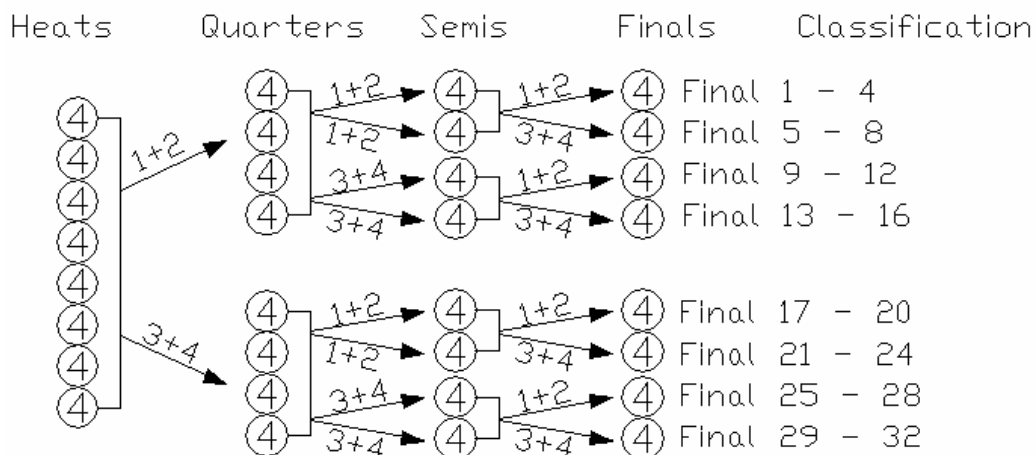 Heats Quarters Semis Finals Classification
4 1+2 4 1+2 4 Final 1 - 4
4 4 1+2 4 3+4 4 Final 5 - 8
4 1+2 4 3+4 4 1+2 4 Final 9 - 12
4 4 3+4 4 3+4 4 Final 13 - 16
4
4
4 4 1+2 4 1+2 4 Final 17 - 20
4 3+4 4 1+2 4 3+4 4 Final 21 - 24
4 4 3+4 4 1+2 4 Final 25 - 28
4 3+4 4 3+4 4 Final 29 - 32